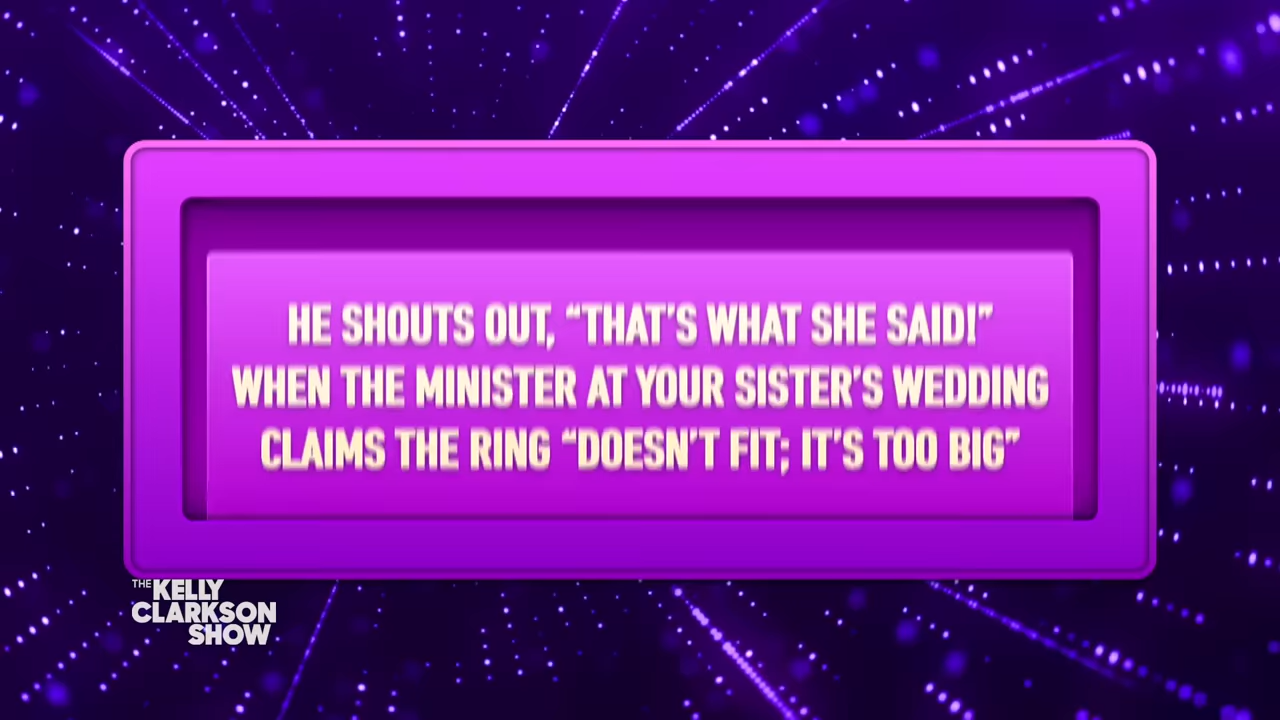 HE SHOUTS OUT, “THAT’S WHAT SHE SAID!”
WHEN THE MINISTER AT YOUR SISTER’S WEDDING
CLAIMS THE RING “DOESN’T FIT; IT’S TOO BIG”
THE KELLY
CLARKSON
SHOW